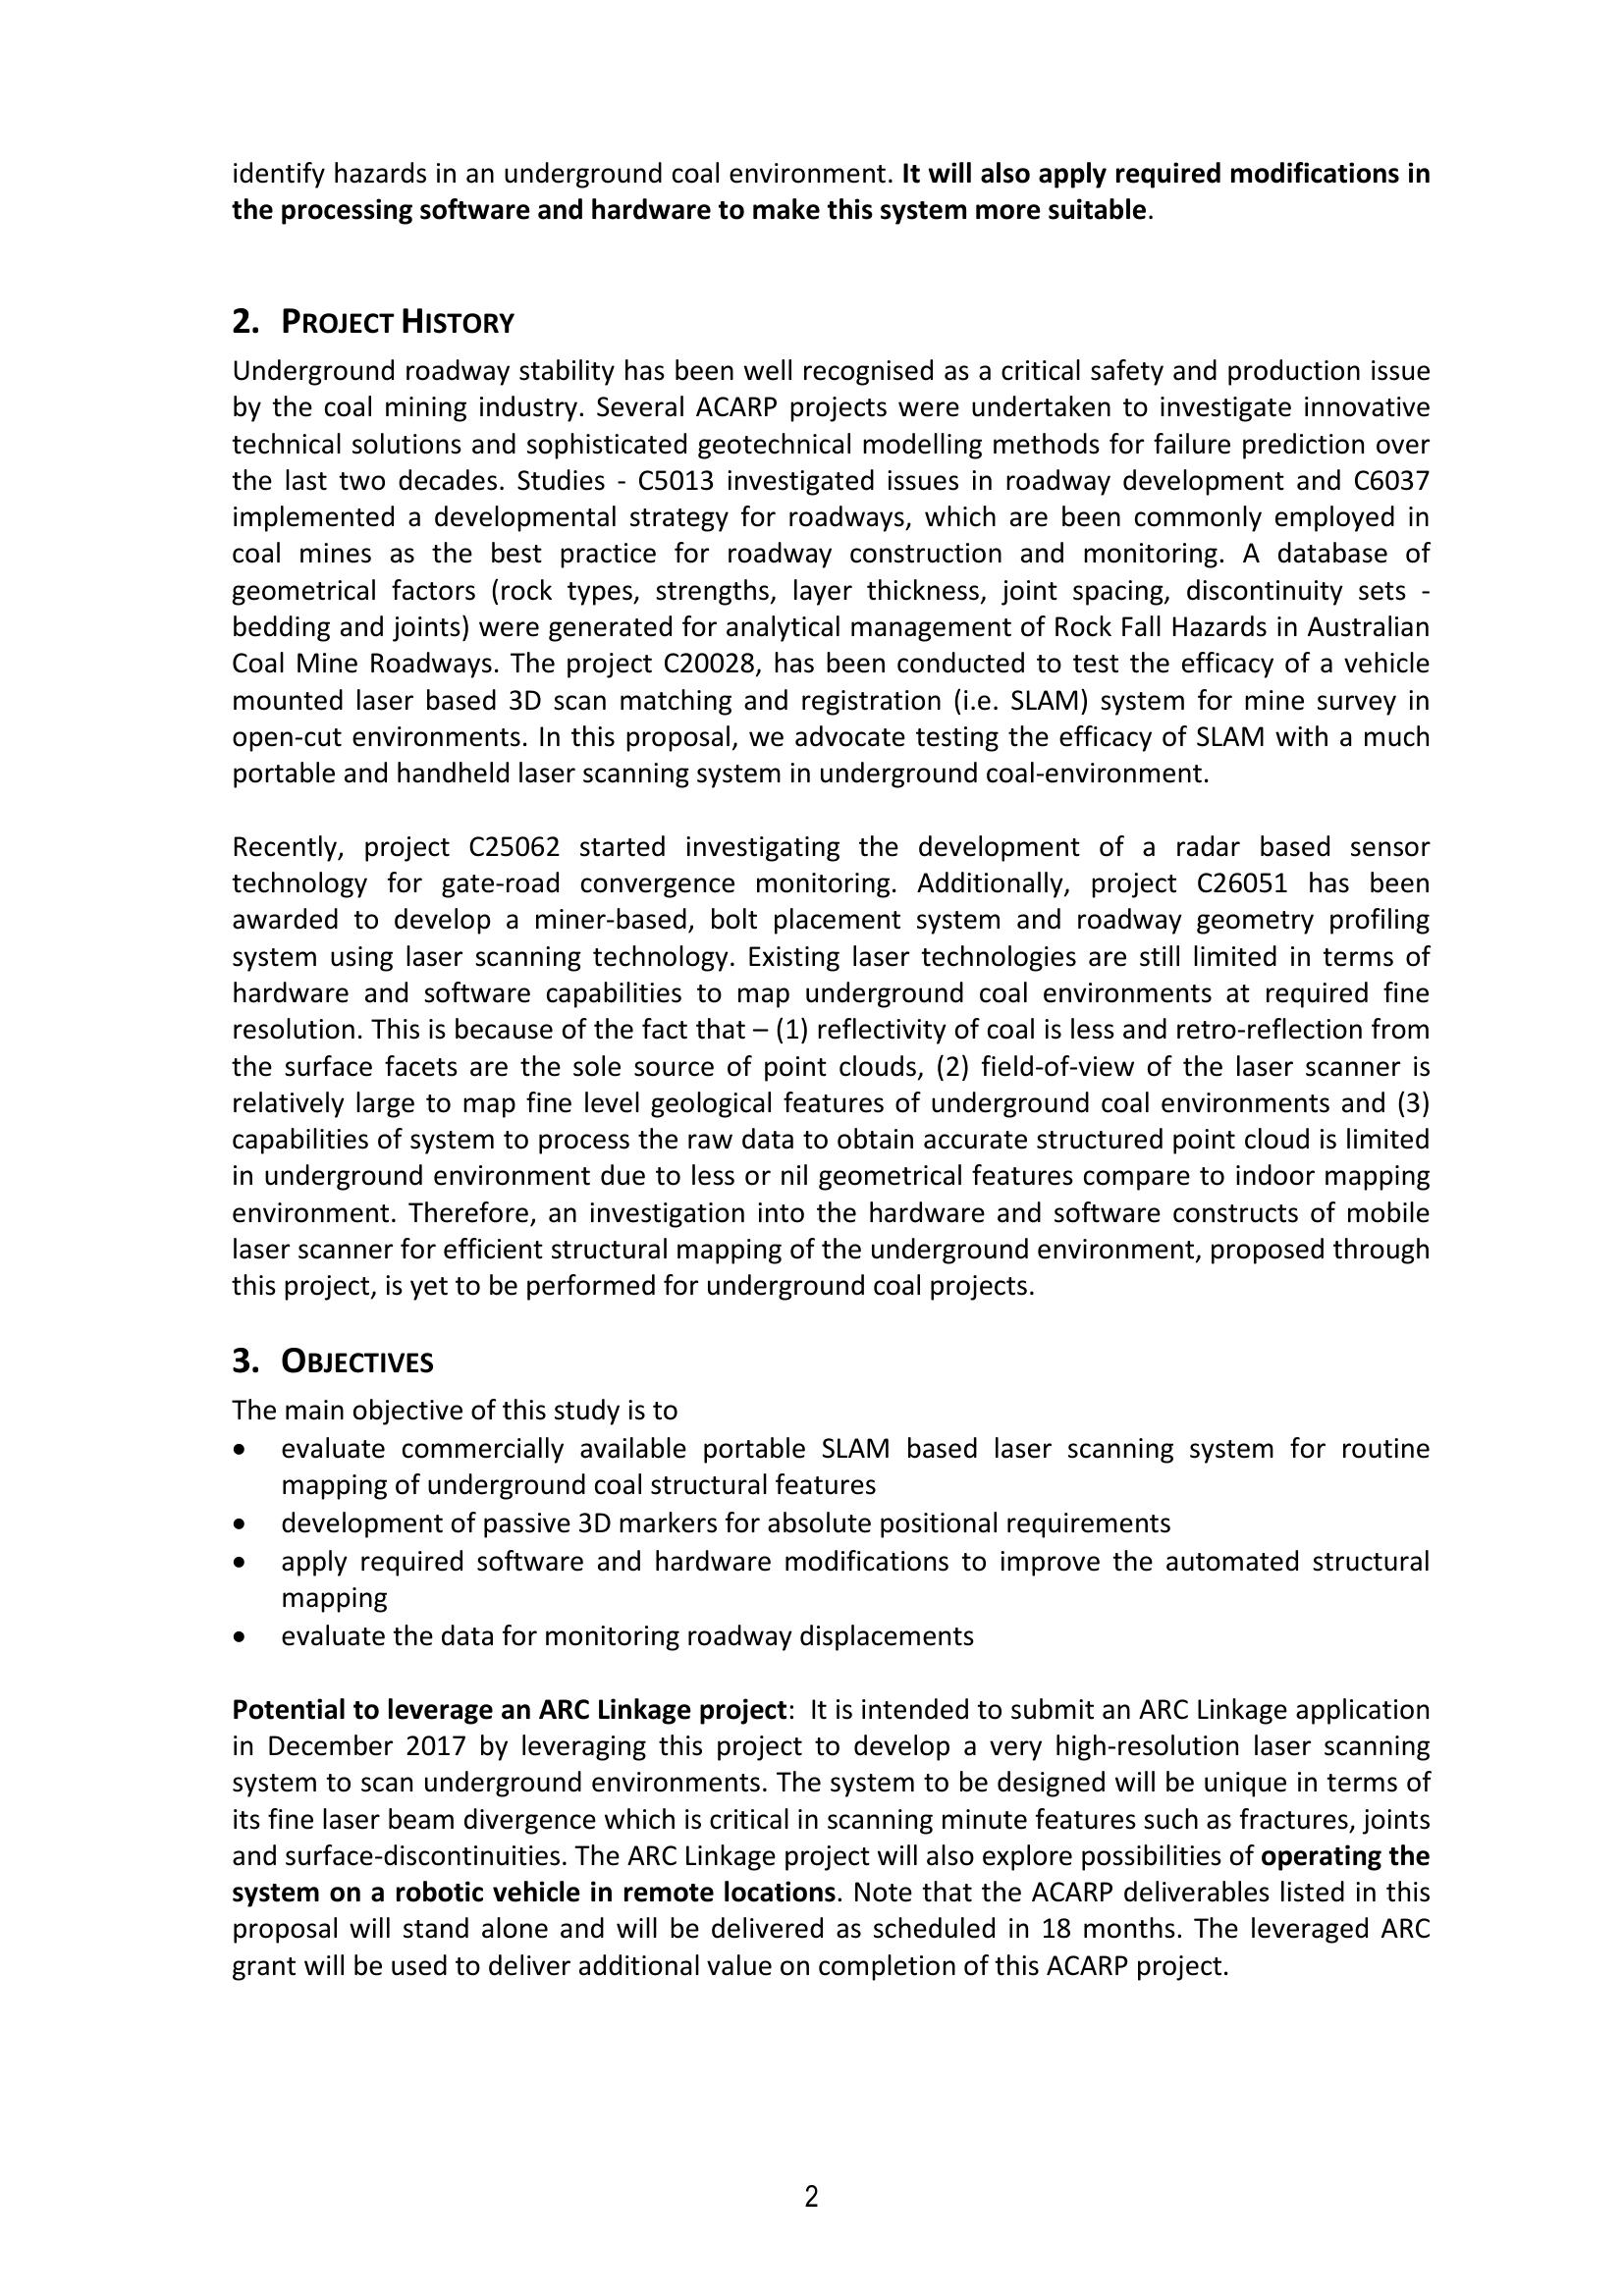 identify hazards in an underground coal environment. It will also apply required modifications in
the processing software and hardware to make this system more suitable.
2. PROJECT HISTORY
Underground roadway stability has been well recognised as a critical safety and production issue
by the coal mining industry. Several ACARP projects were undertaken to investigate innovative
technical solutions and sophisticated geotechnical modelling methods for failure prediction over
the last two decades. Studies - C5013 investigated issues in roadway development and C6037
implemented a developmental strategy for roadways, which are been commonly employed in
coal mines as the best practice for roadway construction and monitoring. A database of
geometrical factors (rock types, strengths, layer thickness, joint spacing, discontinuity sets -
bedding and joints) were generated for analytical management of Rock Fall Hazards in Australian
Coal Mine Roadways. The project C20028, has been conducted to test the efficacy of a vehicle
mounted laser based 3D scan matching and registration (i.e. SLAM) system for mine survey in
open-cut environments. In this proposal, we advocate testing the efficacy of SLAM with a much
portable and handheld laser scanning system in underground coal-environment.
Recently, project C25062 started investigating the development of a radar based sensor
technology for gate-road convergence monitoring. Additionally, project C26051 has been
awarded to develop a miner-based, bolt placement system and roadway geometry profiling
system using laser scanning technology. Existing laser technologies are still limited in terms of
hardware and software capabilities to map underground coal environments at required fine
resolution. This is because of the fact that – (1) reflectivity of coal is less and retro-reflection from
the surface facets are the sole source of point clouds, (2) field-of-view of the laser scanner is
relatively large to map fine level geological features of underground coal environments and (3)
capabilities of system to process the raw data to obtain accurate structured point cloud is limited
in underground environment due to less or nil geometrical features compare to indoor mapping
environment. Therefore, an investigation into the hardware and software constructs of mobile
laser scanner for efficient structural mapping of the underground environment, proposed through
this project, is yet to be performed for underground coal projects.
3. OBJECTIVES
The main objective of this study is to
• evaluate commercially available portable SLAM based laser scanning system for routine
mapping of underground coal structural features
• development of passive 3D markers for absolute positional requirements
• apply required software and hardware modifications to improve the automated structural
mapping
• evaluate the data for monitoring roadway displacements
Potential to leverage an ARC Linkage project: It is intended to submit an ARC Linkage application
in December 2017 by leveraging this project to develop a very high-resolution laser scanning
system to scan underground environments. The system to be designed will be unique in terms of
its fine laser beam divergence which is critical in scanning minute features such as fractures, joints
and surface-discontinuities. The ARC Linkage project will also explore possibilities of operating the
system on a robotic vehicle in remote locations. Note that the ACARP deliverables listed in this
proposal will stand alone and will be delivered as scheduled in 18 months. The leveraged ARC
grant will be used to deliver additional value on completion of this ACARP project.
2